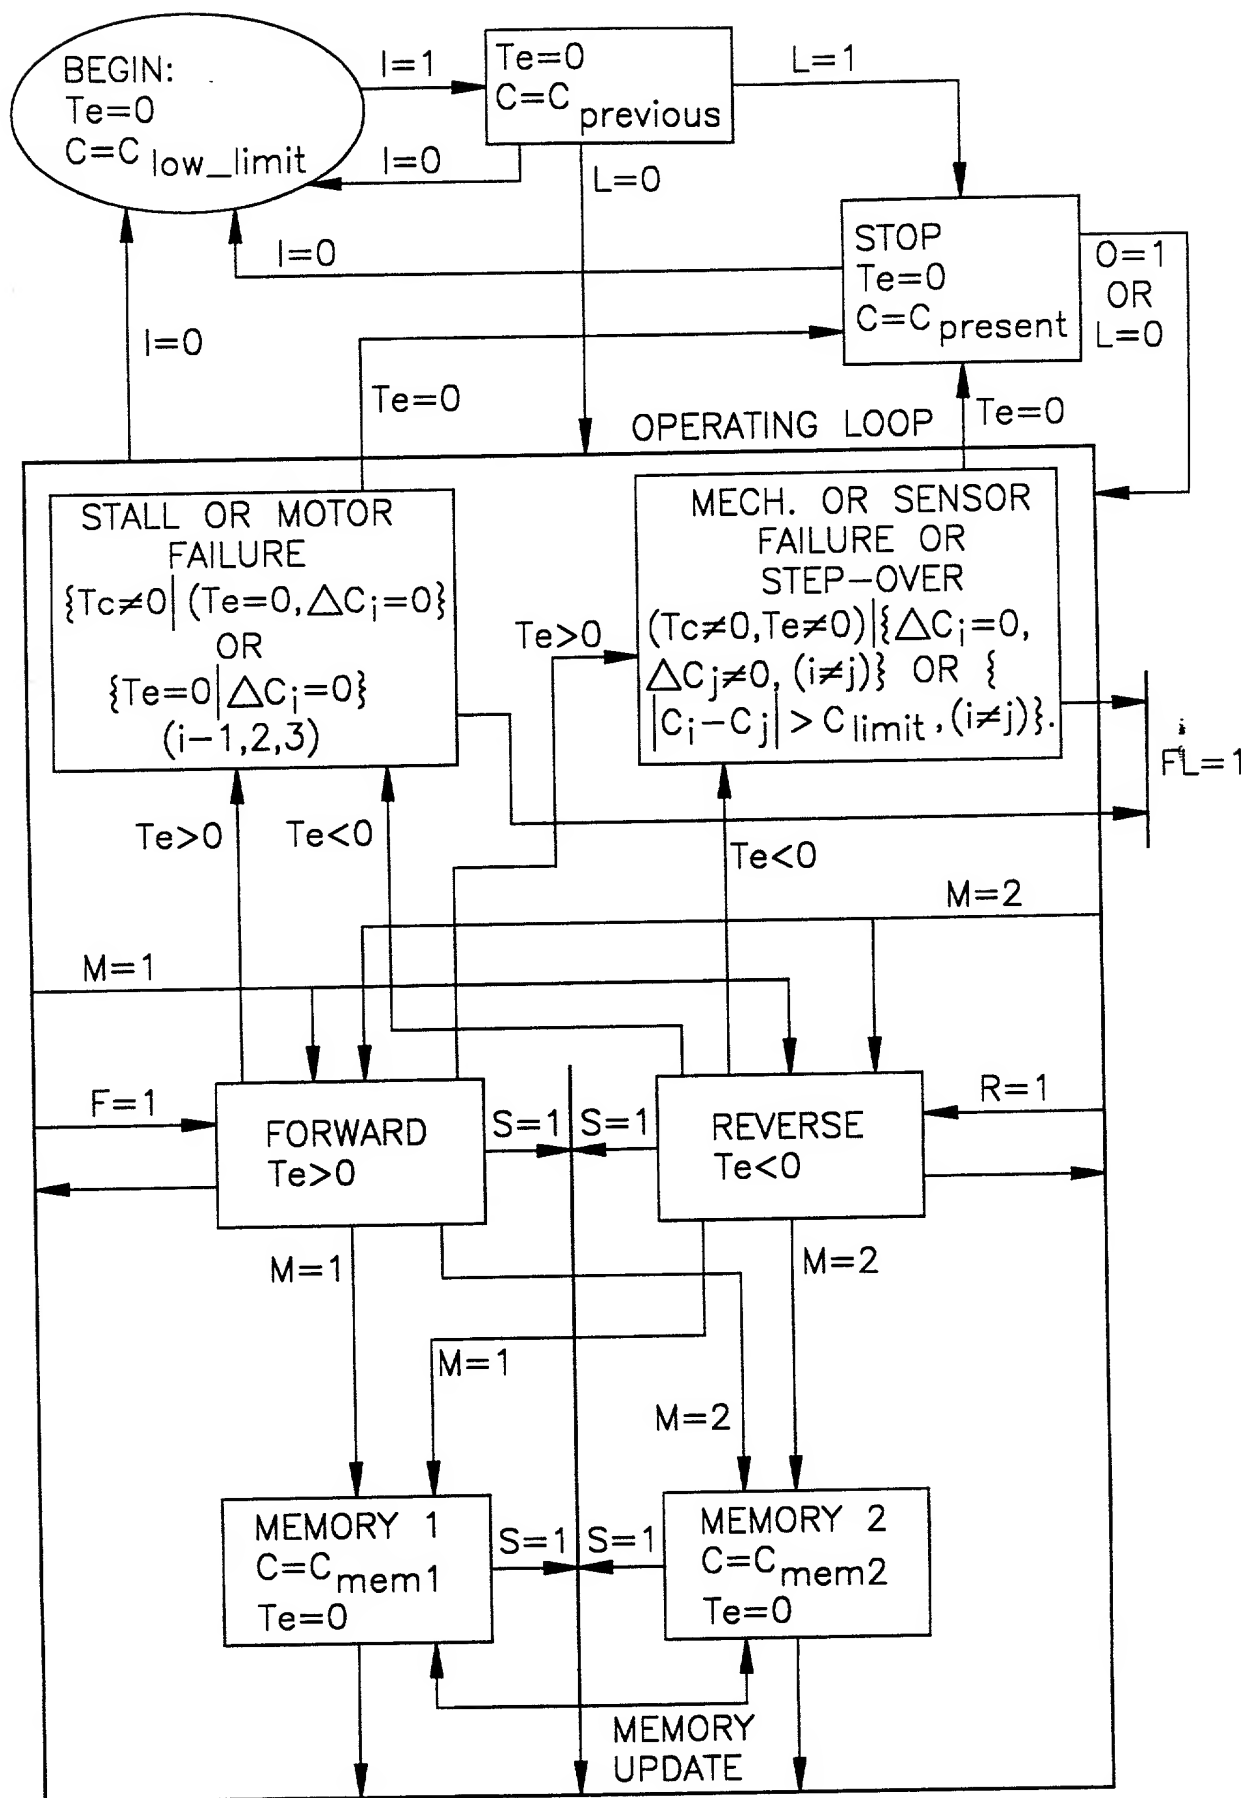 BEGIN:
Te=0
C=C low_limit
I=1
Te=0
C=C previous
L=1
I=0
L=0
I=0
STOP
Te=0
C=C present
O=1
OR
L=0
I=0
Te=0
Te=0
OPERATING LOOP
STALL OR MOTOR
FAILURE
{Tc≠0|(Te=0,△Ci=0}
OR
{Te=0|△Ci=0}
(i-1,2,3)
MECH. OR SENSOR
FAILURE OR
STEP-OVER
(Tc≠0,Te≠0)|{△Ci=0,
△Cj≠0,(i≠j)} OR {
|Ci-Cj|>C limit,(i≠j)}.
Te>0
FL=1
Te>0
Te<0
Te<0
M=2
M=1
F=1
FORWARD
Te>0
S=1
S=1
REVERSE
Te<0
R=1
M=1
M=2
M=1
M=2
MEMORY 1
C=C mem1
Te=0
S=1
S=1
MEMORY 2
C=C mem2
Te=0
MEMORY
UPDATE